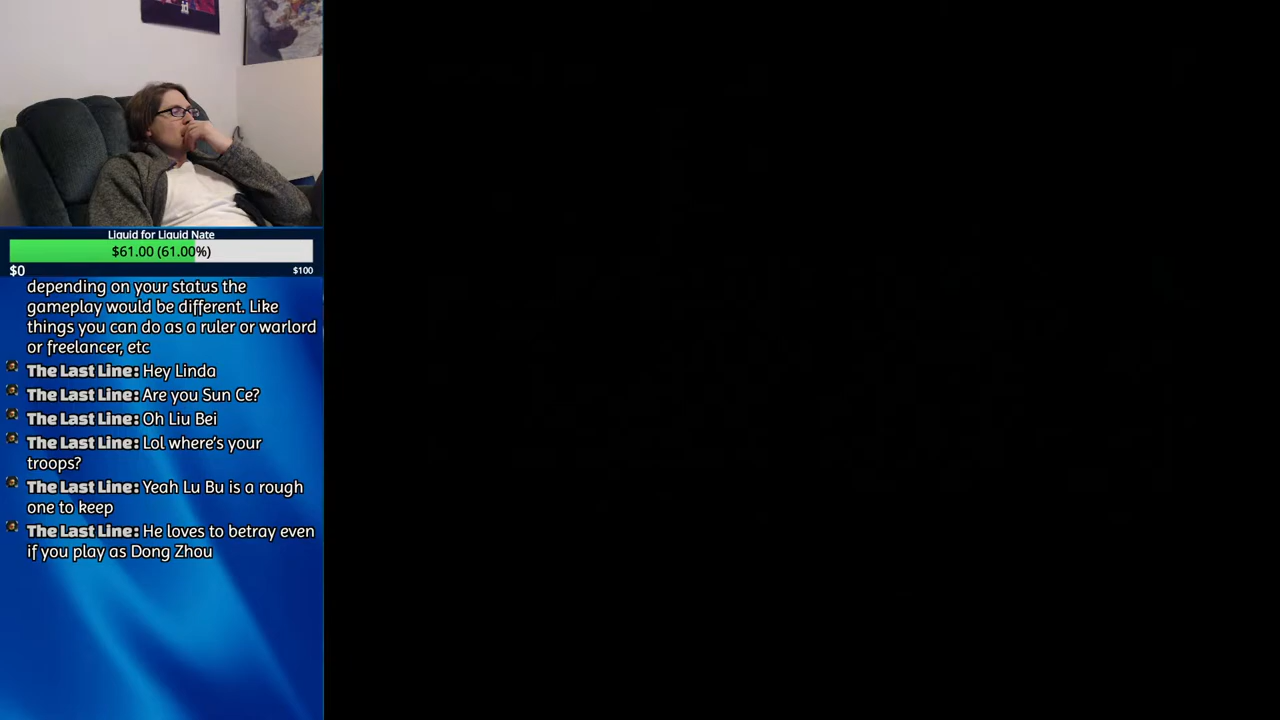 Liquid for Liquid Nate
$61.00 (61.00%)
$0 $100
depending on your status the
gameplay would be different. Like
things you can do as a ruler or warlord
or freelancer, etc
The Last Line: Hey Linda
The Last Line: Are you Sun Ce?
The Last Line: Oh Liu Bei
The Last Line: Lol where's your
troops?
The Last Line: Yeah Lu Bu is a rough
one to keep
The Last Line: He loves to betray even
if you play as Dong Zhou